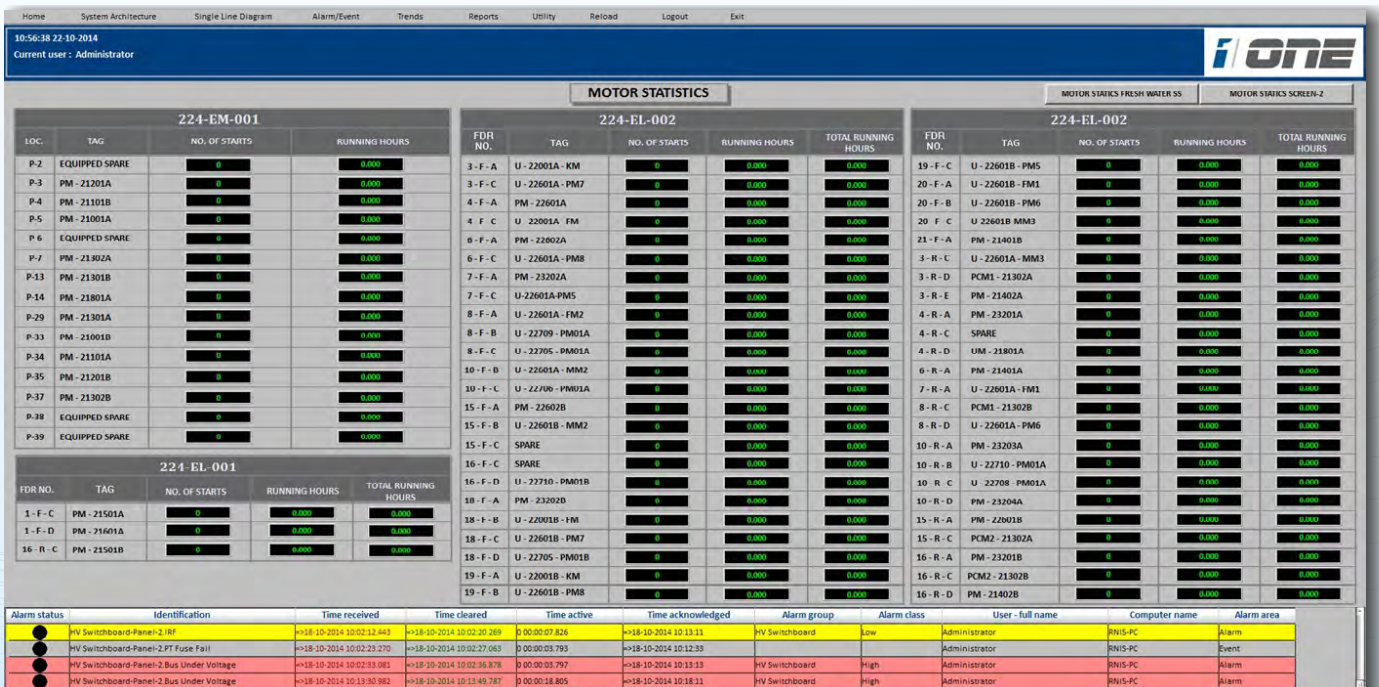 Home System Architecture Single Line Diagram Alarm/Event Trends Reports Utility Reload Logout Exit
10:56:38 22-10-2014
Current user : Administrator
i ONE
MOTOR STATISTICS
MOTOR STATICS FRESH WATER SS MOTOR STATICS SCREEN-2
224-EM-001
LOC. TAG NO. OF STARTS RUNNING HOURS
P-2 EQUIPPED SPARE 0 0.000
P-3 PM - 21201A 0 0.000
P-4 PM - 21101B 0 0.000
P-5 PM - 21001A 0 0.000
P 6 EQUIPPED SPARE 0 0.000
P-7 PM - 21302A 0 0.000
P-13 PM - 21301B 0 0.000
P-14 PM - 21801A 0 0.000
P-29 PM - 21301A 0 0.000
P-33 PM - 21001B 0 0.000
P-34 PM - 21101A 0 0.000
P-35 PM - 21201B 0 0.000
P-37 PM - 21302B 0 0.000
P-38 EQUIPPED SPARE 0 0.000
P-39 EQUIPPED SPARE 0 0.000
224-EL-001
FDR NO. TAG NO. OF STARTS RUNNING HOURS TOTAL RUNNING HOURS
1 - F - C PM - 21501A 0 0.000 0.000
1 - F - D PM - 21601A 0 0.000 0.000
16 - R - C PM - 21501B 0 0.000 0.000
224-EL-002
FDR NO. TAG NO. OF STARTS RUNNING HOURS TOTAL RUNNING HOURS
3 - F - A U - 22001A - KM 0 0.000 0.000
3 - F - C U - 22601A - PM7 0 0.000 0.000
4 - F - A PM - 22601A 0 0.000 0.000
4 F C U 22001A FM 0 0.000 0.000
6 - F - A PM - 22602A 0 0.000 0.000
6 - F - C U - 22601A - PM8 0 0.000 0.000
7 - F - A PM - 23202A 0 0.000 0.000
7 - F - C U-22601A-PM5 0 0.000 0.000
8 - F - A U - 22601A - FM2 0 0.000 0.000
8 - F - B U - 22709 - PM01A 0 0.000 0.000
8 - F - C U - 22705 - PM01A 0 0.000 0.000
10 - F - B U - 22601A - MM2 0 0.000 0.000
10 - F - C U - 22706 - PM01A 0 0.000 0.000
15 - F - A PM - 22602B 0 0.000 0.000
15 - F - B U - 22601B - MM2 0 0.000 0.000
15 - F - C SPARE 0 0.000 0.000
16 - F - C SPARE 0 0.000 0.000
16 - F - D U - 22710 - PM01B 0 0.000 0.000
18 - F - A PM - 23202B 0 0.000 0.000
18 - F - B U - 22001B - FM 0 0.000 0.000
18 - F - C U - 22601B - PM7 0 0.000 0.000
18 - F - D U - 22705 - PM01B 0 0.000 0.000
19 - F - A U - 22001B - KM 0 0.000 0.000
19 - F - B U - 22601B - PM8 0 0.000 0.000
224-EL-002
FDR NO. TAG NO. OF STARTS RUNNING HOURS TOTAL RUNNING HOURS
19 - F - C U - 22601B - PM5 0 0.000 0.000
20 - F - A U - 22601B - FM1 0 0.000 0.000
20 - F - B U - 22601B - PM6 0 0.000 0.000
20 F C U 22601B MM3 0 0.000 0.000
21 - F - A PM - 21401B 0 0.000 0.000
3 - R - C U - 22601A - MM3 0 0.000 0.000
3 - R - D PCM1 - 21302A 0 0.000 0.000
3 - R - E PM - 21402A 0 0.000 0.000
4 - R - A PM - 23201A 0 0.000 0.000
4 - R - C SPARE 0 0.000 0.000
4 - R - D UM - 21801A 0 0.000 0.000
6 - R - A PM - 21401A 0 0.000 0.000
7 - R - A U - 22601A - FM1 0 0.000 0.000
8 - R - C PCM1 - 21302B 0 0.000 0.000
8 - R - D U - 22601A - PM6 0 0.000 0.000
10 - R - A PM - 23203A 0 0.000 0.000
10 - R - B U - 22710 - PM01A 0 0.000 0.000
10 R C U 22708 - PM01A 0 0.000 0.000
10 - R - D PM - 23204A 0 0.000 0.000
15 - R - A PM - 22601B 0 0.000 0.000
15 - R - C PCM2 - 21302A 0 0.000 0.000
16 - R - A PM - 23201B 0 0.000 0.000
16 - R - C PCM2 - 21302B 0 0.000 0.000
16 - R - D PM - 21402B 0 0.000 0.000
Alarm status Identification Time received Time cleared Time active Time acknowledged Alarm group Alarm class User - full name Computer name Alarm area
HV Switchboard-Panel-2.IRF =>18-10-2014 10:02:12.443 =>18-10-2014 10:02:20.269 0 00:00:07.826 =>18-10-2014 10:13:11 HV Switchboard Low Administrator RNIS-PC Alarm
HV Switchboard-Panel-2.PT Fuse Fail =>18-10-2014 10:02:23.270 =>18-10-2014 10:02:27.063 0 00:00:03.793 =>18-10-2014 10:12:33 Administrator RNIS-PC Event
HV Switchboard-Panel-2.Bus Under Voltage =>18-10-2014 10:02:33.081 =>18-10-2014 10:02:36.878 0 00:00:03.797 =>18-10-2014 10:13:13 HV Switchboard High Administrator RNIS-PC Alarm
HV Switchboard-Panel-2.Bus Under Voltage =>18-10-2014 10:13:30.982 =>18-10-2014 10:13:49.787 0 00:00:18.805 =>18-10-2014 10:18:11 HV Switchboard High Administrator RNIS-PC Alarm